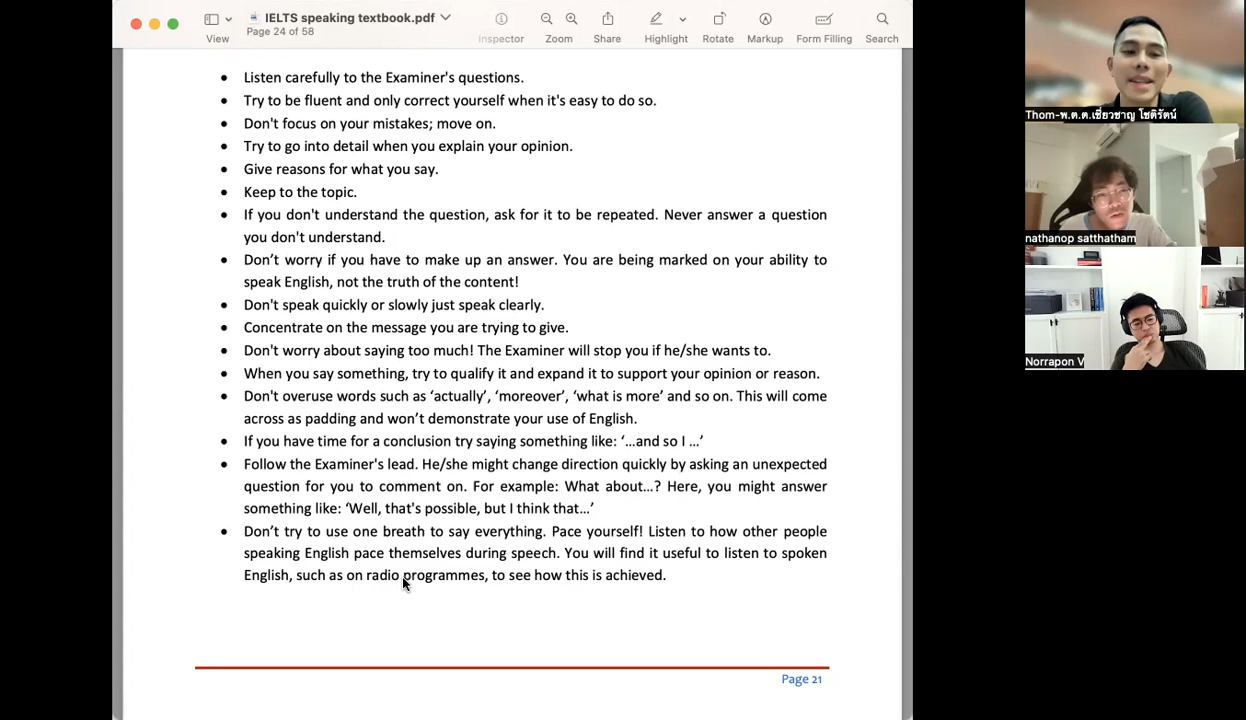 IELTS speaking textbook.pdf
Page 24 of 58
View
Inspector
Zoom
Share
Highlight
Rotate
Markup
Form Filling
Search
• Listen carefully to the Examiner's questions.
• Try to be fluent and only correct yourself when it's easy to do so.
• Don't focus on your mistakes; move on.
• Try to go into detail when you explain your opinion.
• Give reasons for what you say.
• Keep to the topic.
• If you don't understand the question, ask for it to be repeated. Never answer a question
you don't understand.
• Don’t worry if you have to make up an answer. You are being marked on your ability to
speak English, not the truth of the content!
• Don't speak quickly or slowly just speak clearly.
• Concentrate on the message you are trying to give.
• Don't worry about saying too much! The Examiner will stop you if he/she wants to.
• When you say something, try to qualify it and expand it to support your opinion or reason.
• Don't overuse words such as ‘actually’, ‘moreover’, ‘what is more’ and so on. This will come
across as padding and won’t demonstrate your use of English.
• If you have time for a conclusion try saying something like: ‘…and so I …’
• Follow the Examiner's lead. He/she might change direction quickly by asking an unexpected
question for you to comment on. For example: What about…? Here, you might answer
something like: ‘Well, that's possible, but I think that…’
• Don’t try to use one breath to say everything. Pace yourself! Listen to how other people
speaking English pace themselves during speech. You will find it useful to listen to spoken
English, such as on radio programmes, to see how this is achieved.
Page 21
Thom-พ.ต.ต.เชี่ยวชาญ โชติรัตน์
nathanop satthatham
Norrapon V